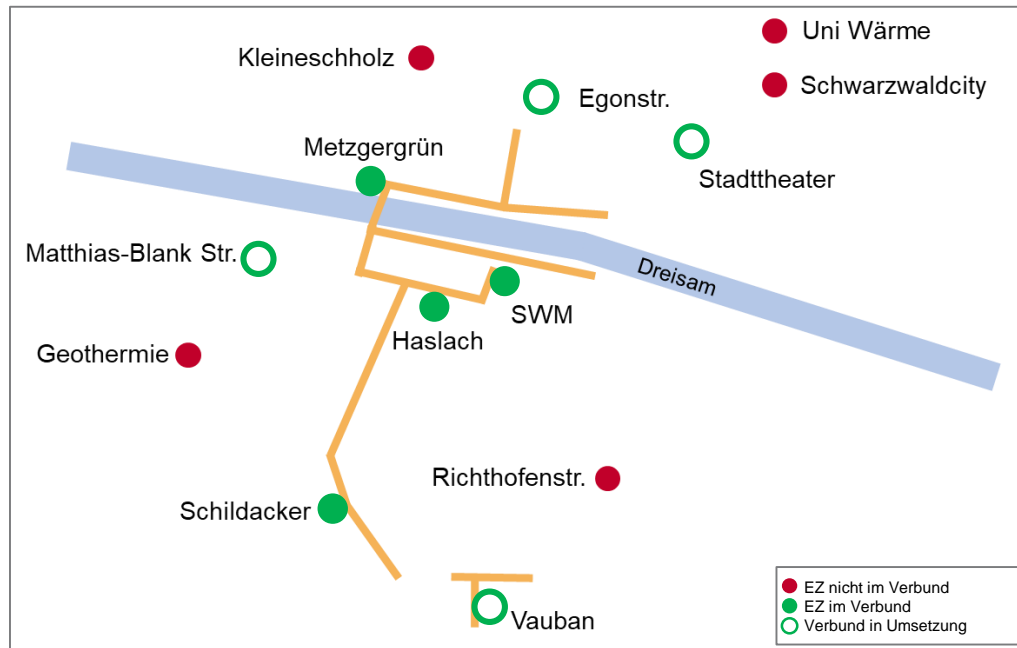 Uni Wärme
Kleineschholz
Schwarzwaldcity
Egonstr.
Metzgergrün
Stadttheater
Matthias-Blank Str.
Dreisam
SWM
Haslach
Geothermie
Richthofenstr.
Schildacker
Vauban
EZ nicht im Verbund
EZ im Verbund
Verbund in Umsetzung